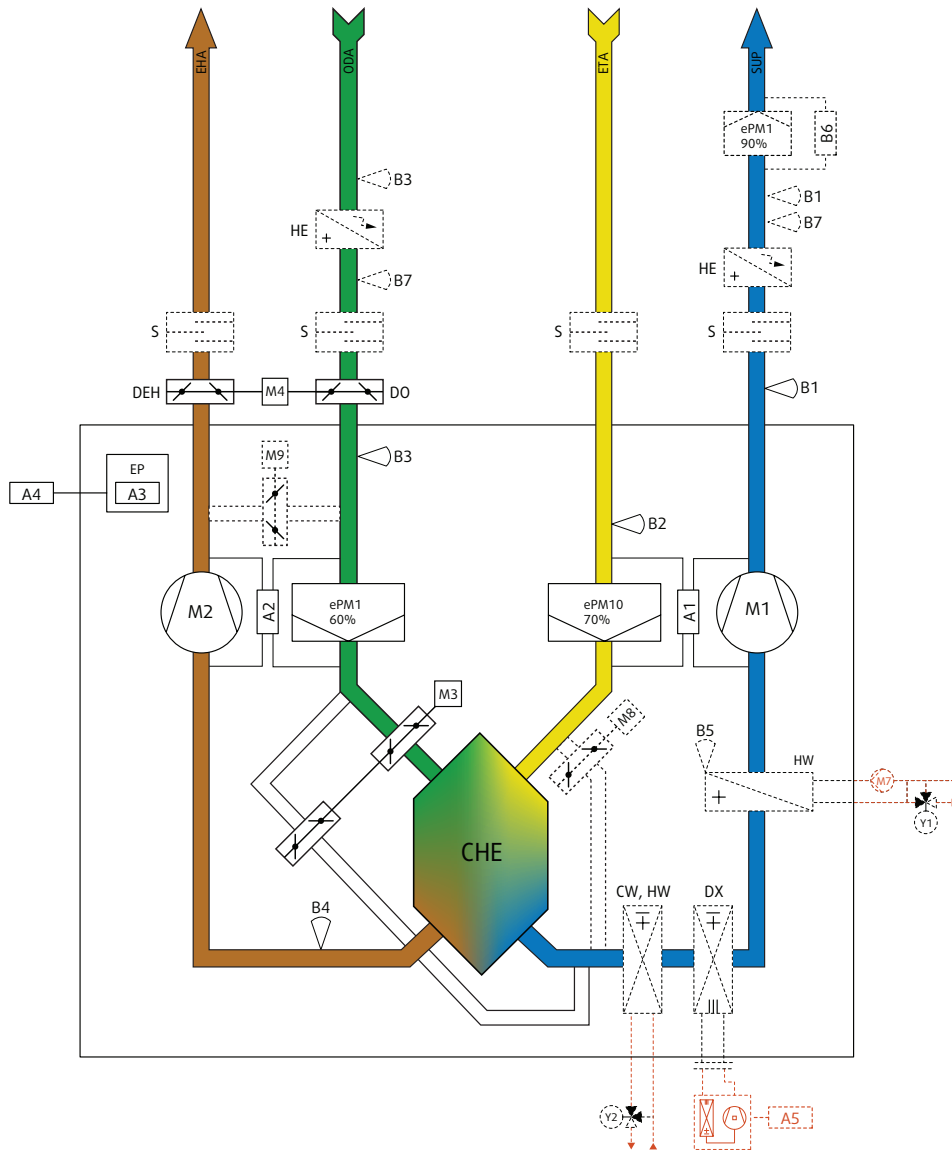 EHA
ODA
ETA
SUP
ePM1
90%
B6
B3
B1
B7
HE
HE
B7
S
S
S
S
DEH
M4
DO
B1
EP
A3
A4
M9
B3
B2
M2
A2
ePM1
60%
ePM10
70%
A1
M1
M3
M8
B5
HW
M7
Y1
CHE
CW, HW
DX
B4
Y2
A5